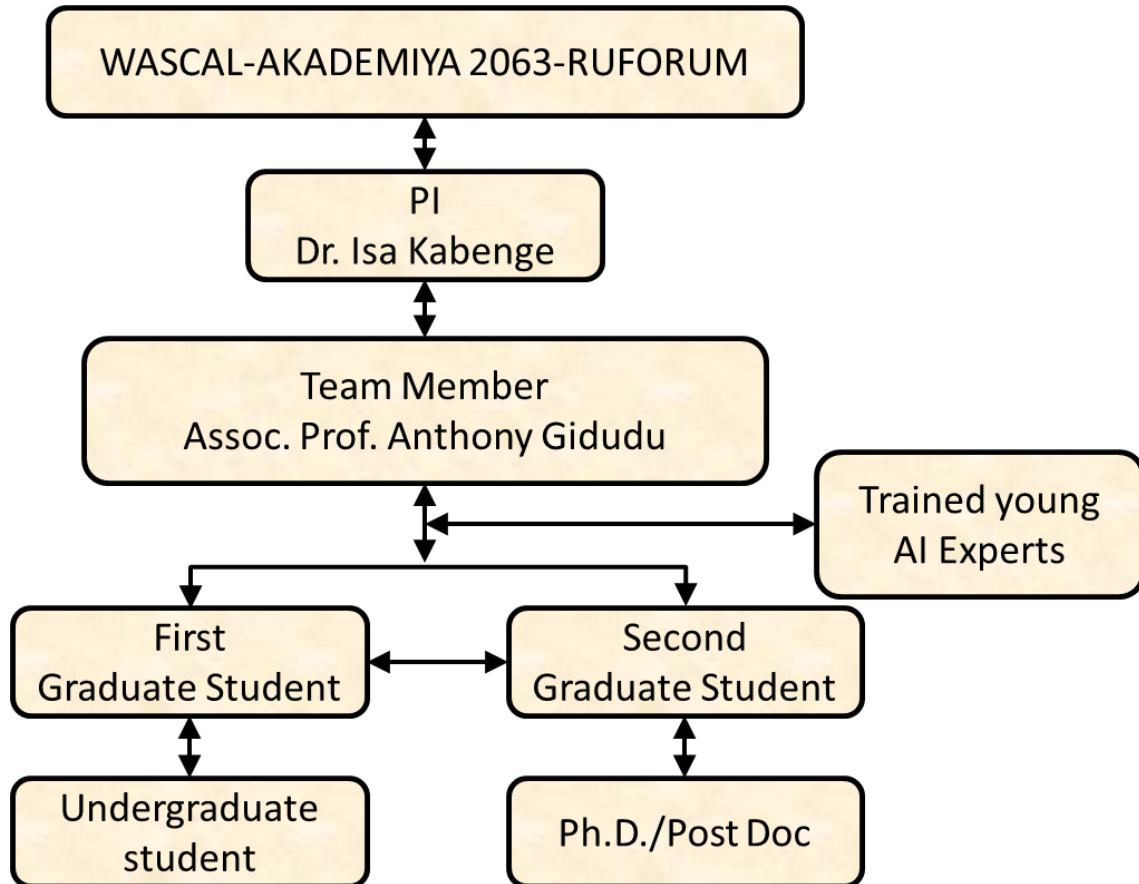 WASCAL-AKADEMIYA 2063-RUFORUM
PI
Dr. Isa Kabenge
Team Member
Assoc. Prof. Anthony Gidudu
Trained young
AI Experts
First
Graduate Student
Second
Graduate Student
Undergraduate
student
Ph.D./Post Doc